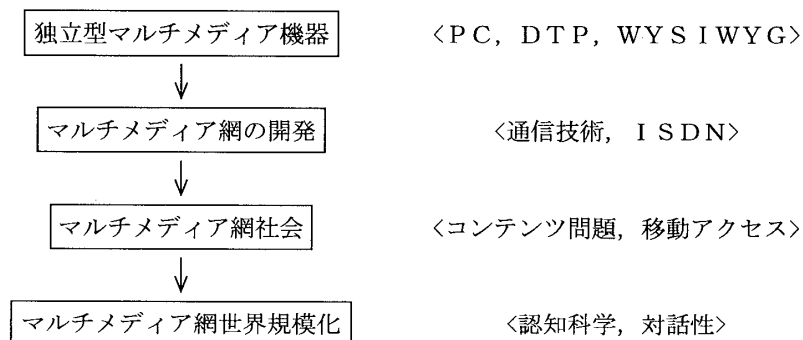 独立型マルチメディア機器 〈PC, DTP, WYSIWYG〉
マルチメディア網の開発 〈通信技術, ISDN〉
マルチメディア網社会 〈コンテンツ問題, 移動アクセス〉
マルチメディア網世界規模化 〈認知科学, 対話性〉